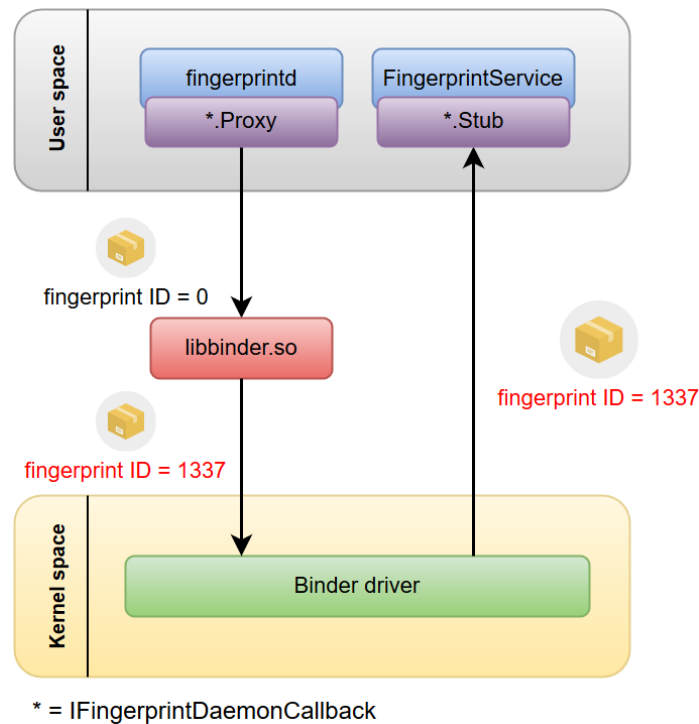 User space
fingerprintd
FingerprintService
*.Proxy
*.Stub
fingerprint ID = 0
libbinder.so
fingerprint ID = 1337
fingerprint ID = 1337
Kernel space
Binder driver
* = IFingerprintDaemonCallback